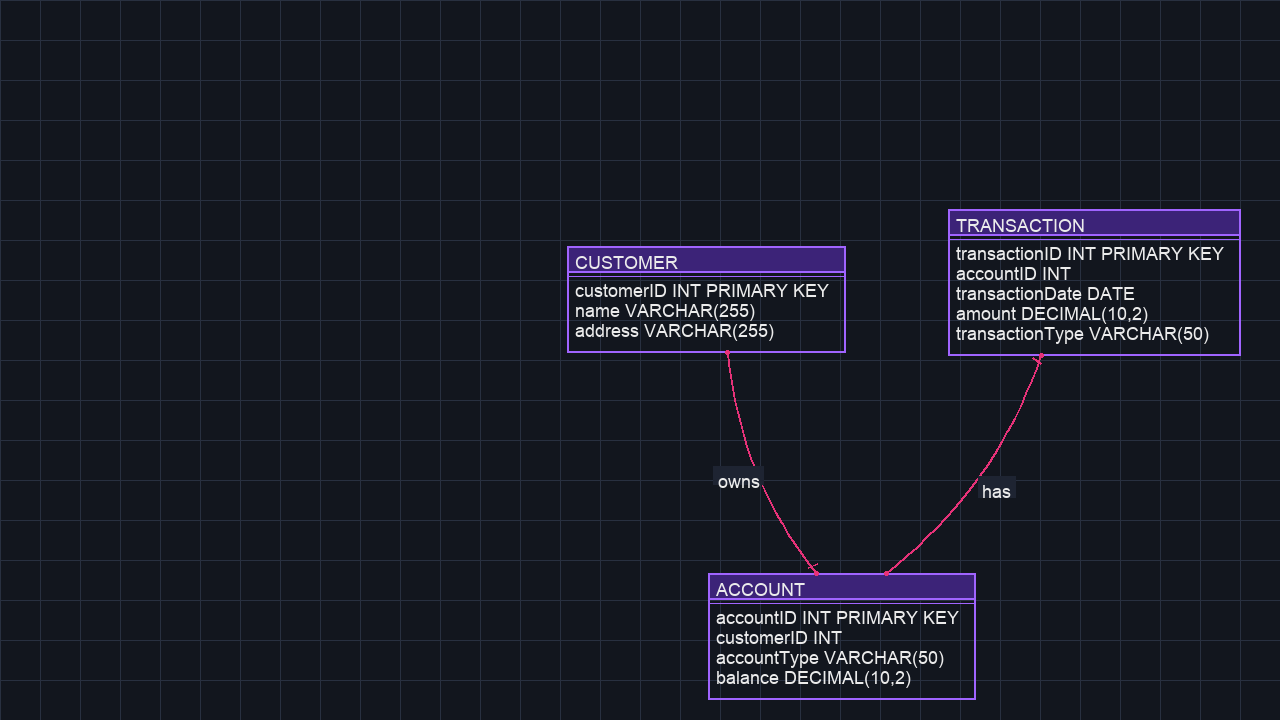 CUSTOMER
customerID INT PRIMARY KEY
name VARCHAR(255)
address VARCHAR(255)
TRANSACTION
transactionID INT PRIMARY KEY
accountID INT
transactionDate DATE
amount DECIMAL(10,2)
transactionType VARCHAR(50)
owns
has
ACCOUNT
accountID INT PRIMARY KEY
customerID INT
accountType VARCHAR(50)
balance DECIMAL(10,2)